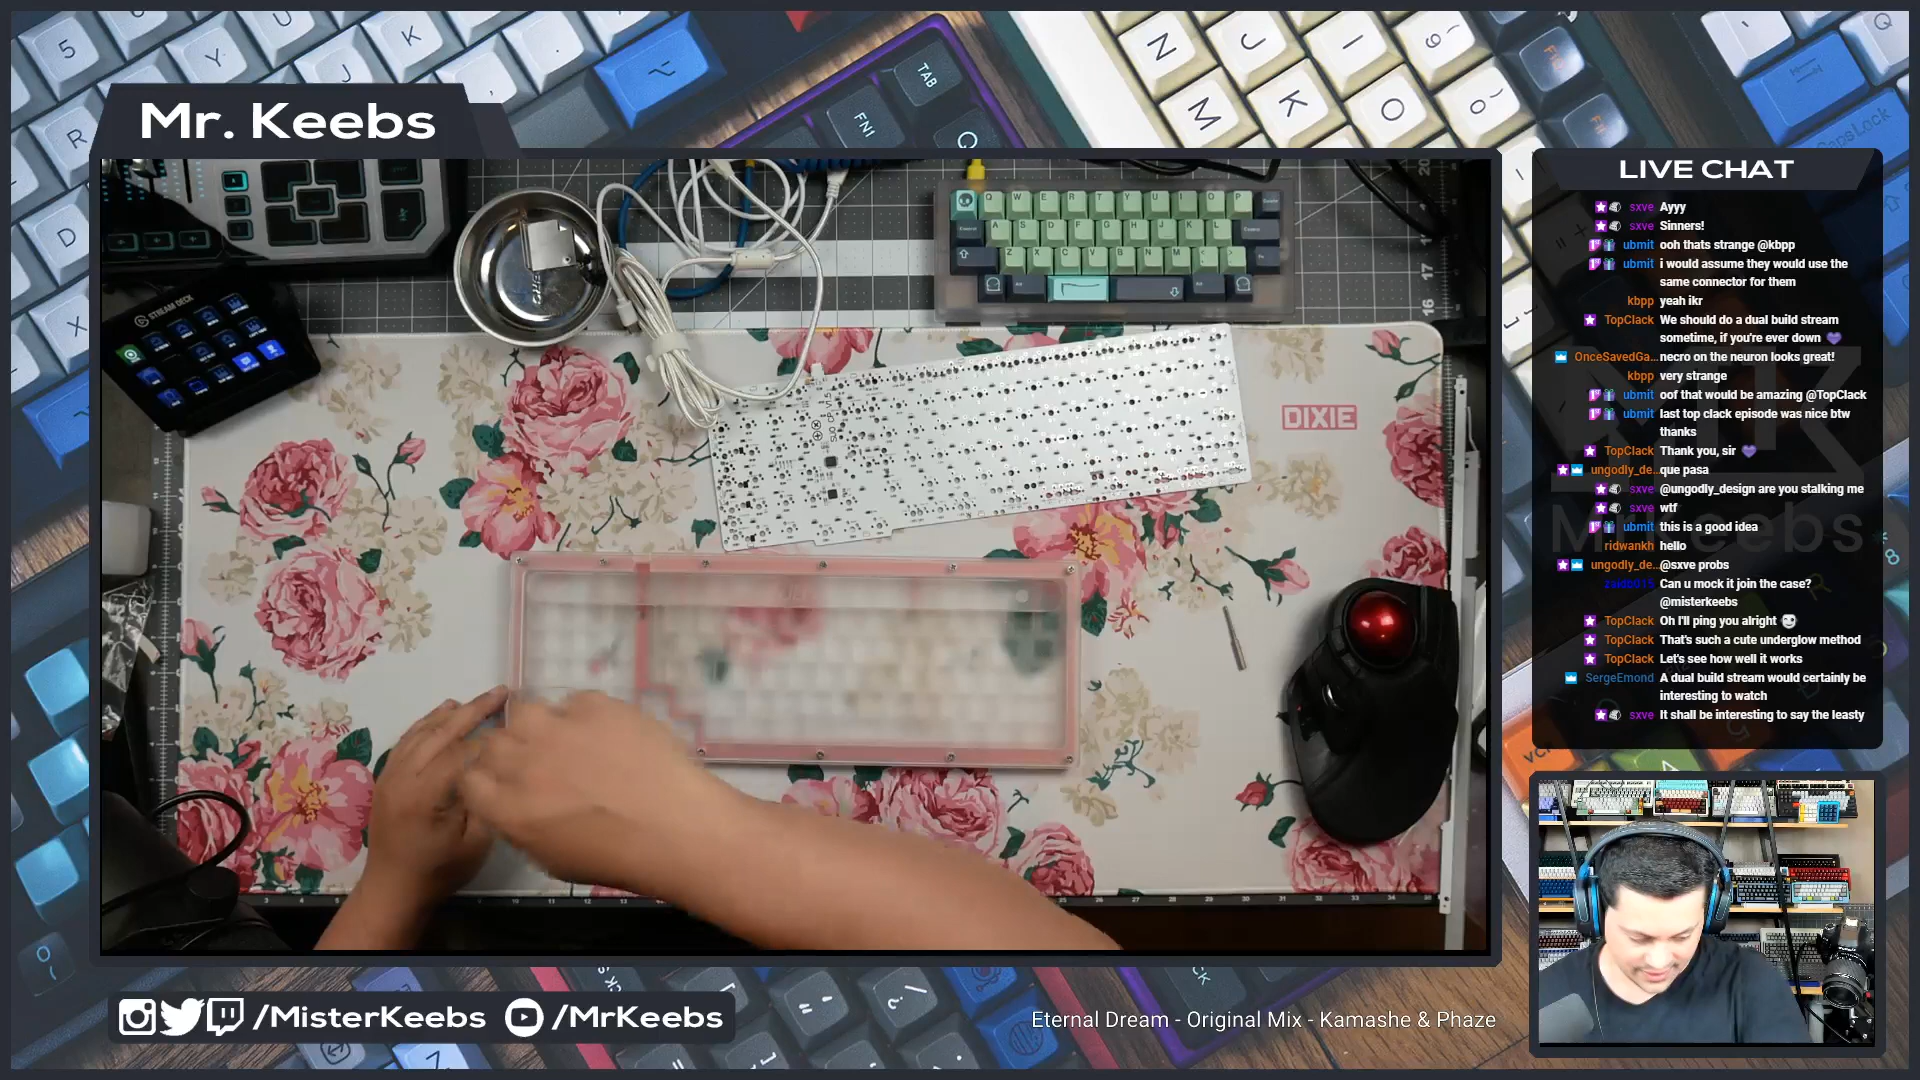 Mr. Keebs
LIVE CHAT
sxve Ayyy
sxve Sinners!
ubmit ooh thats strange @kbpp
ubmit i would assume they would use the
same connector for them
kbpp yeah ikr
TopClack We should do a dual build stream
sometime, if you're ever down
OnceSavedGa... necro on the neuron looks great!
kbpp very strange
ubmit oof that would be amazing @TopClack
ubmit last top clack episode was nice btw
thanks
TopClack Thank you, sir
ungodly_de... que pasa
sxve @ungodly_design are you stalking me
sxve wtf
ubmit this is a good idea
ridwankh hello
ungodly_de... @sxve probs
zaidb015 Can u mock it join the case?
@misterkeebs
TopClack Oh I'll ping you alright
TopClack That's such a cute underglow method
TopClack Let's see how well it works
SergeEmond A dual build stream would certainly be
interesting to watch
sxve It shall be interesting to say the leasty
MrKeebs
STREAM DECK
DIXIE
TAB
FN1
CapsLock
/MisterKeebs
/MrKeebs
Eternal Dream - Original Mix - Kamashe & Phaze